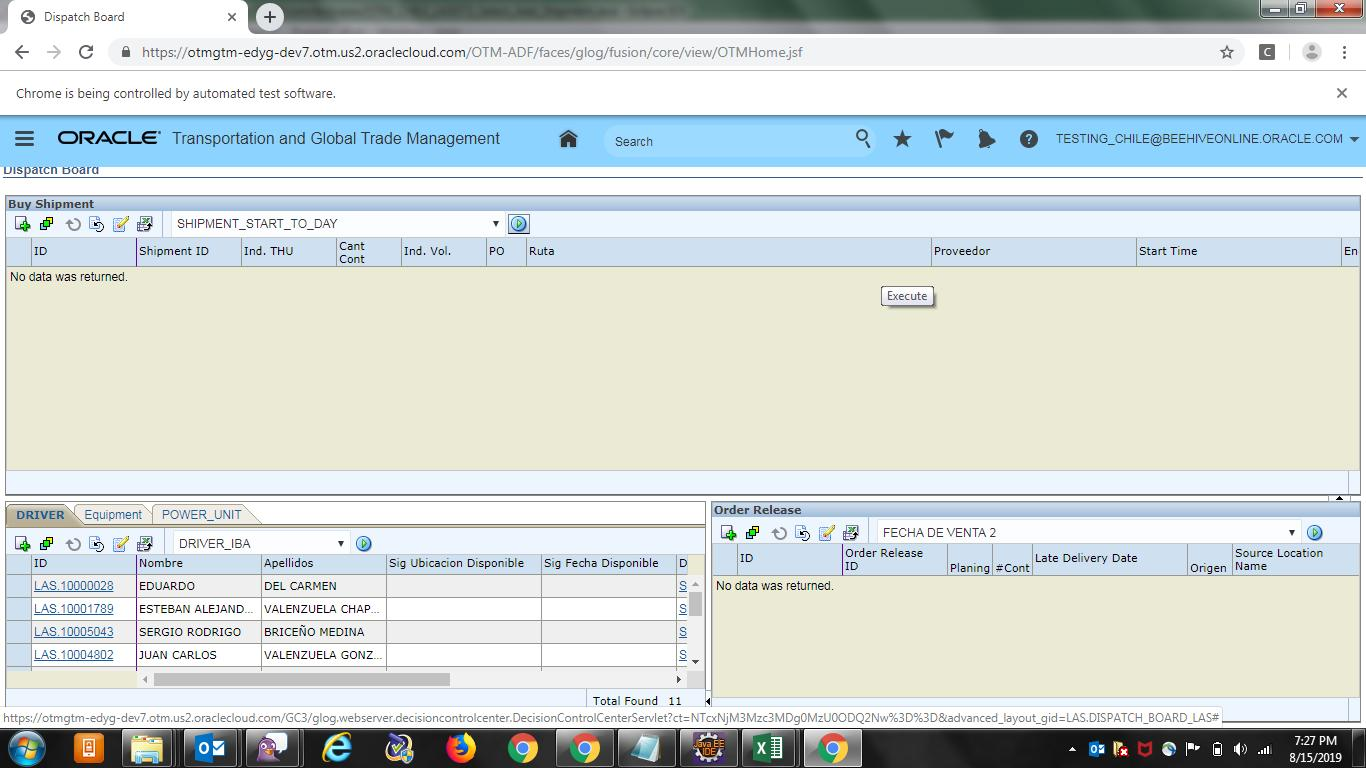 Dispatch Board
https://otmgtm-edyg-dev7.otm.us2.oraclecloud.com/OTM-ADF/faces/glog/fusion/core/view/OTMHome.jsf
C
Chrome is being controlled by automated test software.
ORACLE Transportation and Global Trade Management Search TESTING_CHILE@BEEHIVEONLINE.ORACLE.COM
Dispatch Board
Buy Shipment
SHIPMENT_START_TO_DAY
ID Shipment ID Ind. THU Cant Cont Ind. Vol. PO Ruta Proveedor Start Time En
No data was returned.
Execute
DRIVER Equipment POWER_UNIT
DRIVER_IBA
ID Nombre Apellidos Sig Ubicacion Disponible Sig Fecha Disponible D
LAS.10000028 EDUARDO DEL CARMEN S
LAS.10001789 ESTEBAN ALEJAND... VALENZUELA CHAP... S
LAS.10005043 SERGIO RODRIGO BRICEÑO MEDINA S
LAS.10004802 JUAN CARLOS VALENZUELA GONZ... S
Total Found 11
Order Release
FECHA DE VENTA 2
ID Order Release ID Planing #Cont Late Delivery Date Origen Source Location Name
No data was returned.
https://otmgtm-edyg-dev7.otm.us2.oraclecloud.com/GC3/glog.webserver.decisioncontrolcenter.DecisionControlCenterServlet?ct=NTcxNjM3Mzc3MDg0MzU0ODQ2Nw%3D%3D&advanced_layout_gid=LAS.DISPATCH_BOARD_LAS#
Java EE
IDE
7:27 PM
8/15/2019